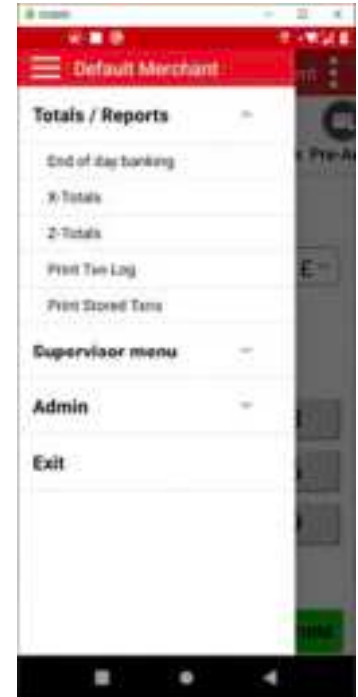 Default Merchant
Totals / Reports
End of day banking
X-Totals
Z-Totals
Print Txn Log
Print Stored Txns
Supervisor menu
Admin
Exit
Pre-A
£